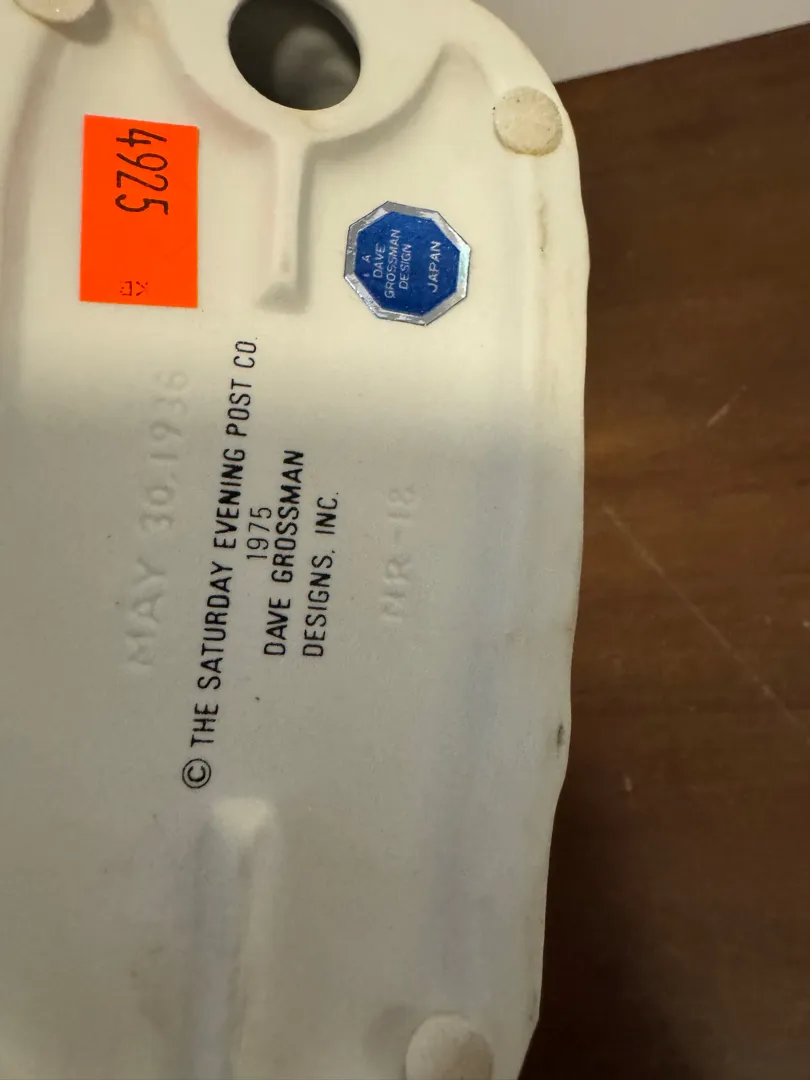 4925
A
DAVE
GROSSMAN
DESIGN
JAPAN
MAY 30, 1936
© THE SATURDAY EVENING POST CO.
1975
DAVE GROSSMAN
DESIGNS, INC.
NR-18